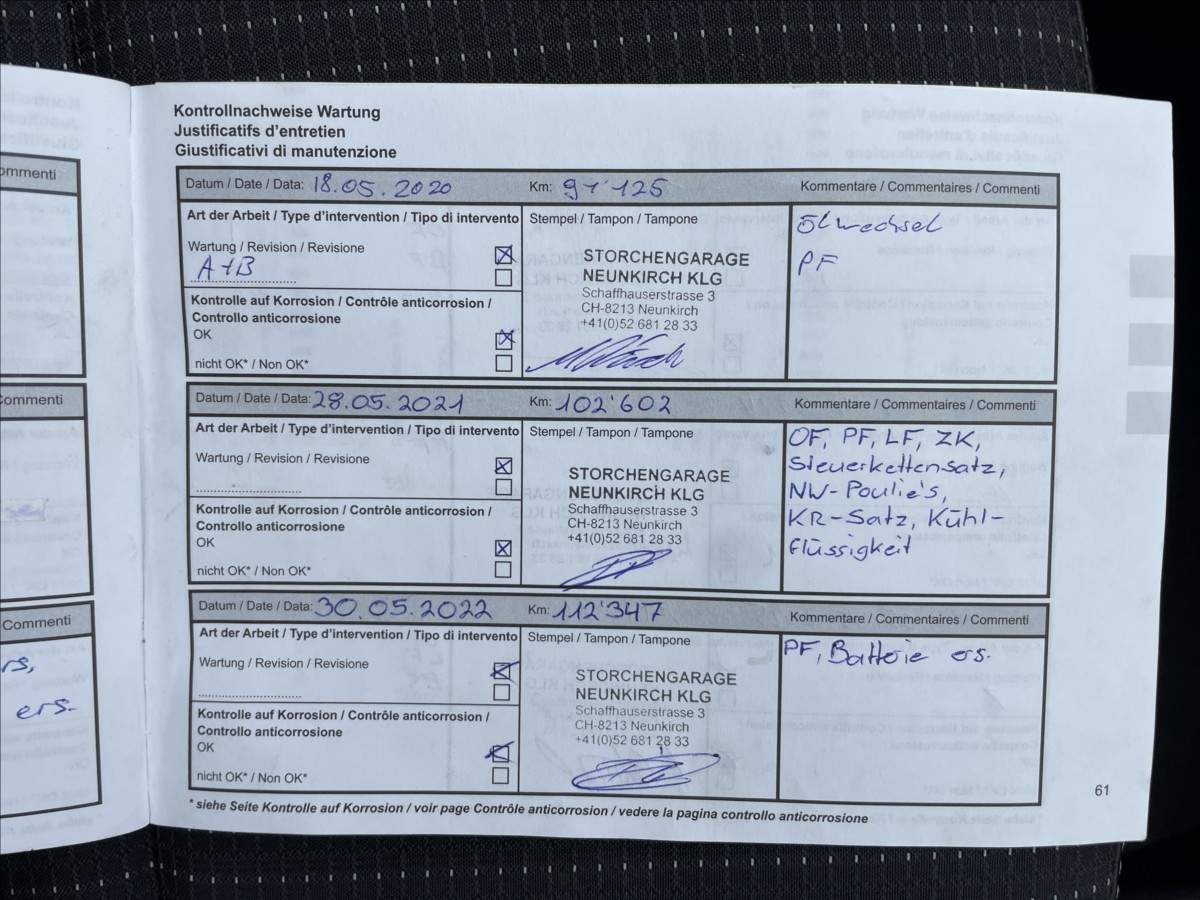 ommenti
Commenti
Commenti
ers.
Kontrollnachweise Wartung
Justificatifs d'entretien
Giustificativi di manutenzione
Datum / Date / Data: 18.05.2020 Km: 91'125 Kommentare / Commentaires / Commenti
Art der Arbeit / Type d'intervention / Tipo di intervento Stempel / Tampon / Tampone
Wartung / Revision / Revisione
A+B
Kontrolle auf Korrosion / Contrôle anticorrosion /
Controllo anticorrosione
OK
nicht OK* / Non OK*
STORCHENGARAGE
NEUNKIRCH KLG
Schaffhauserstrasse 3
CH-8213 Neunkirch
+41(0)52 681 28 33
Ölwechsel
PF
Datum / Date / Data: 28.05.2021 Km: 102'602 Kommentare / Commentaires / Commenti
Art der Arbeit / Type d'intervention / Tipo di intervento Stempel / Tampon / Tampone
Wartung / Revision / Revisione
Kontrolle auf Korrosion / Contrôle anticorrosion /
Controllo anticorrosione
OK
nicht OK* / Non OK*
STORCHENGARAGE
NEUNKIRCH KLG
Schaffhauserstrasse 3
CH-8213 Neunkirch
+41(0)52 681 28 33
OF, PF, LF, ZK,
Steuerkettensatz,
NW-Poulie's,
KR-Satz, Kühl-
flüssigkeit
Datum / Date / Data: 30.05.2022 Km: 112'347 Kommentare / Commentaires / Commenti
Art der Arbeit / Type d'intervention / Tipo di intervento Stempel / Tampon / Tampone
Wartung / Revision / Revisione
Kontrolle auf Korrosion / Contrôle anticorrosion /
Controllo anticorrosione
OK
nicht OK* / Non OK*
STORCHENGARAGE
NEUNKIRCH KLG
Schaffhauserstrasse 3
CH-8213 Neunkirch
+41(0)52 681 28 33
PF, Batterie ers.
* siehe Seite Kontrolle auf Korrosion / voir page Contrôle anticorrosion / vedere la pagina controllo anticorrosione
61